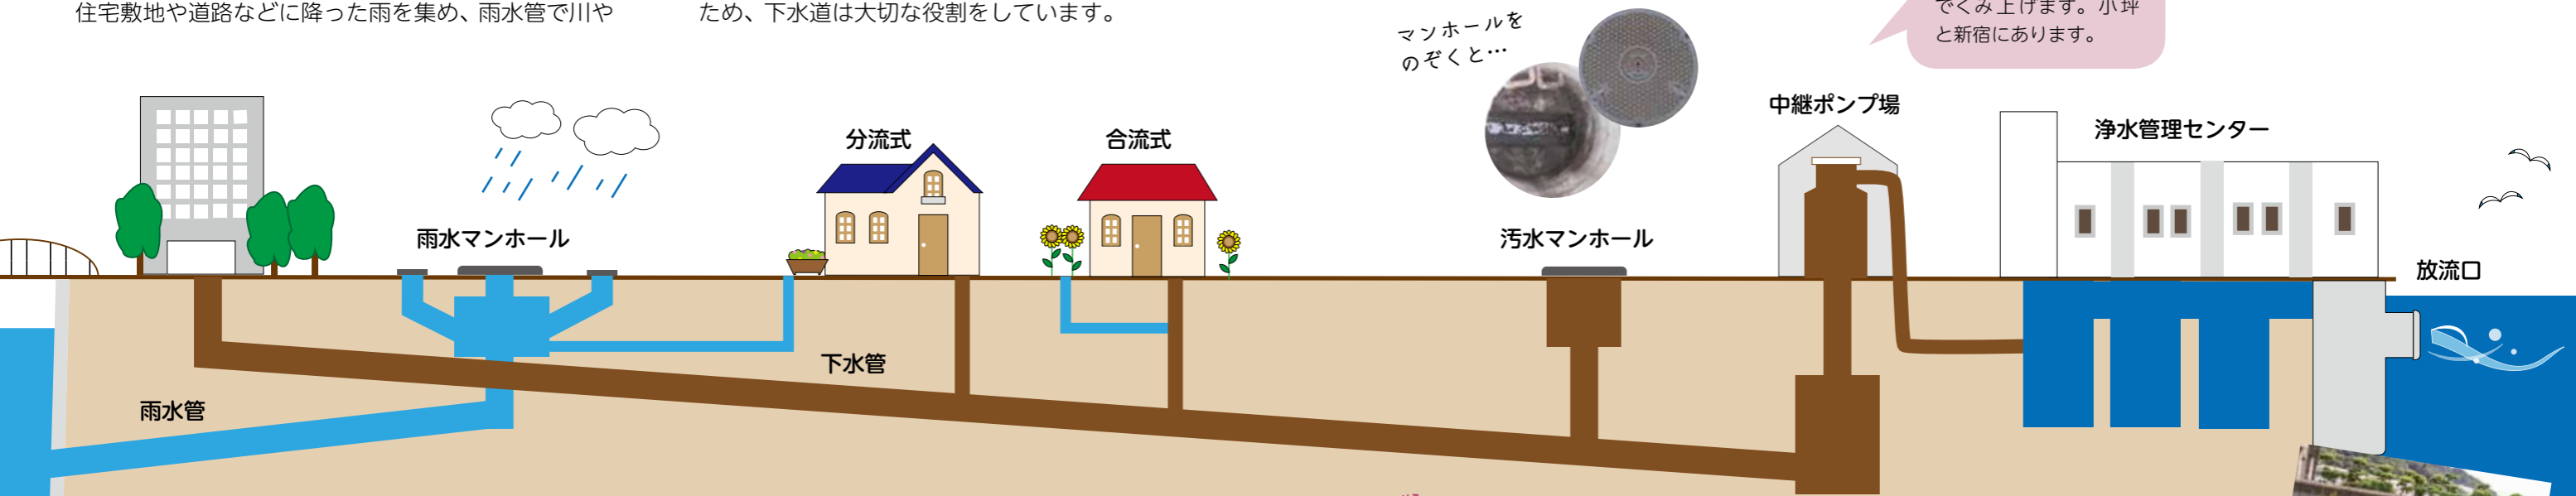 住宅敷地や道路などに降った雨を集め、雨水管で川や
ため、下水道は大切な役割をしています。
マンホールを
のぞくと…
でくみ上げます。小坪
と新宿にあります。
中継ポンプ場
浄水管理センター
分流式
合流式
雨水マンホール
汚水マンホール
放流口
下水管
雨水管